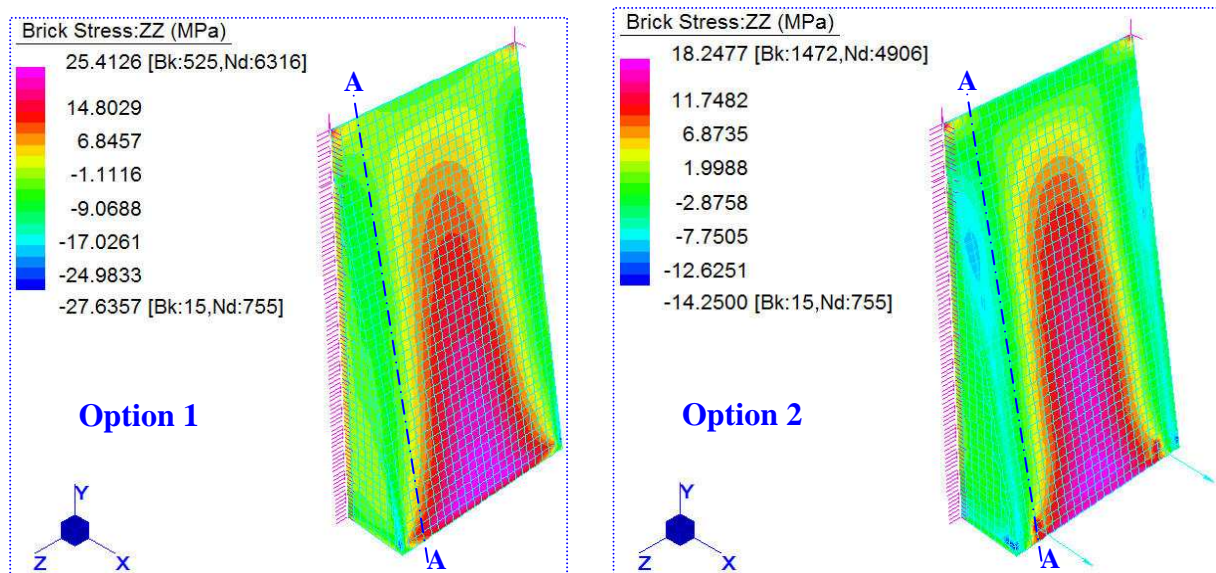 Brick Stress:ZZ (MPa)
25.4126 [Bk:525,Nd:6316]
14.8029
6.8457
-1.1116
-9.0688
-17.0261
-24.9833
-27.6357 [Bk:15,Nd:755]
A
A
Option 1
Y
Z
X
Brick Stress:ZZ (MPa)
18.2477 [Bk:1472,Nd:4906]
11.7482
6.8735
1.9988
-2.8758
-7.7505
-12.6251
-14.2500 [Bk:15,Nd:755]
A
A
Option 2
Y
Z
X